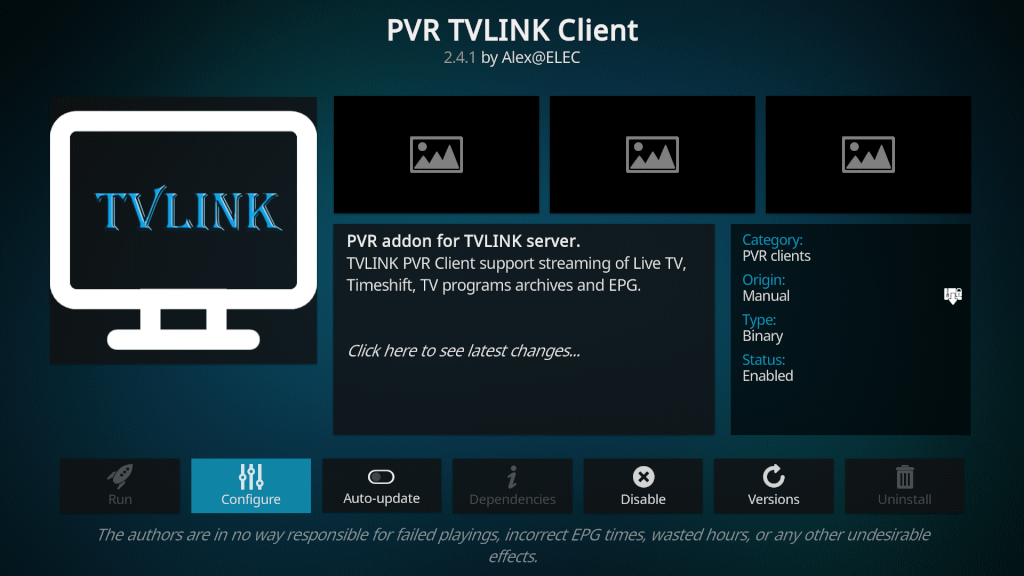 PVR TVLINK Client
2.4.1 by Alex@ELEC
TVLINK
PVR addon for TVLINK server.
TVLINK PVR Client support streaming of Live TV,
Timeshift, TV programs archives and EPG.
Click here to see latest changes...
Category:
PVR clients
Origin:
Manual
Type:
Binary
Status:
Enabled
Run
Configure
Auto-update
Dependencies
Disable
Versions
Uninstall
The authors are in no way responsible for failed playings, incorrect EPG times, wasted hours, or any other undesirable
effects.